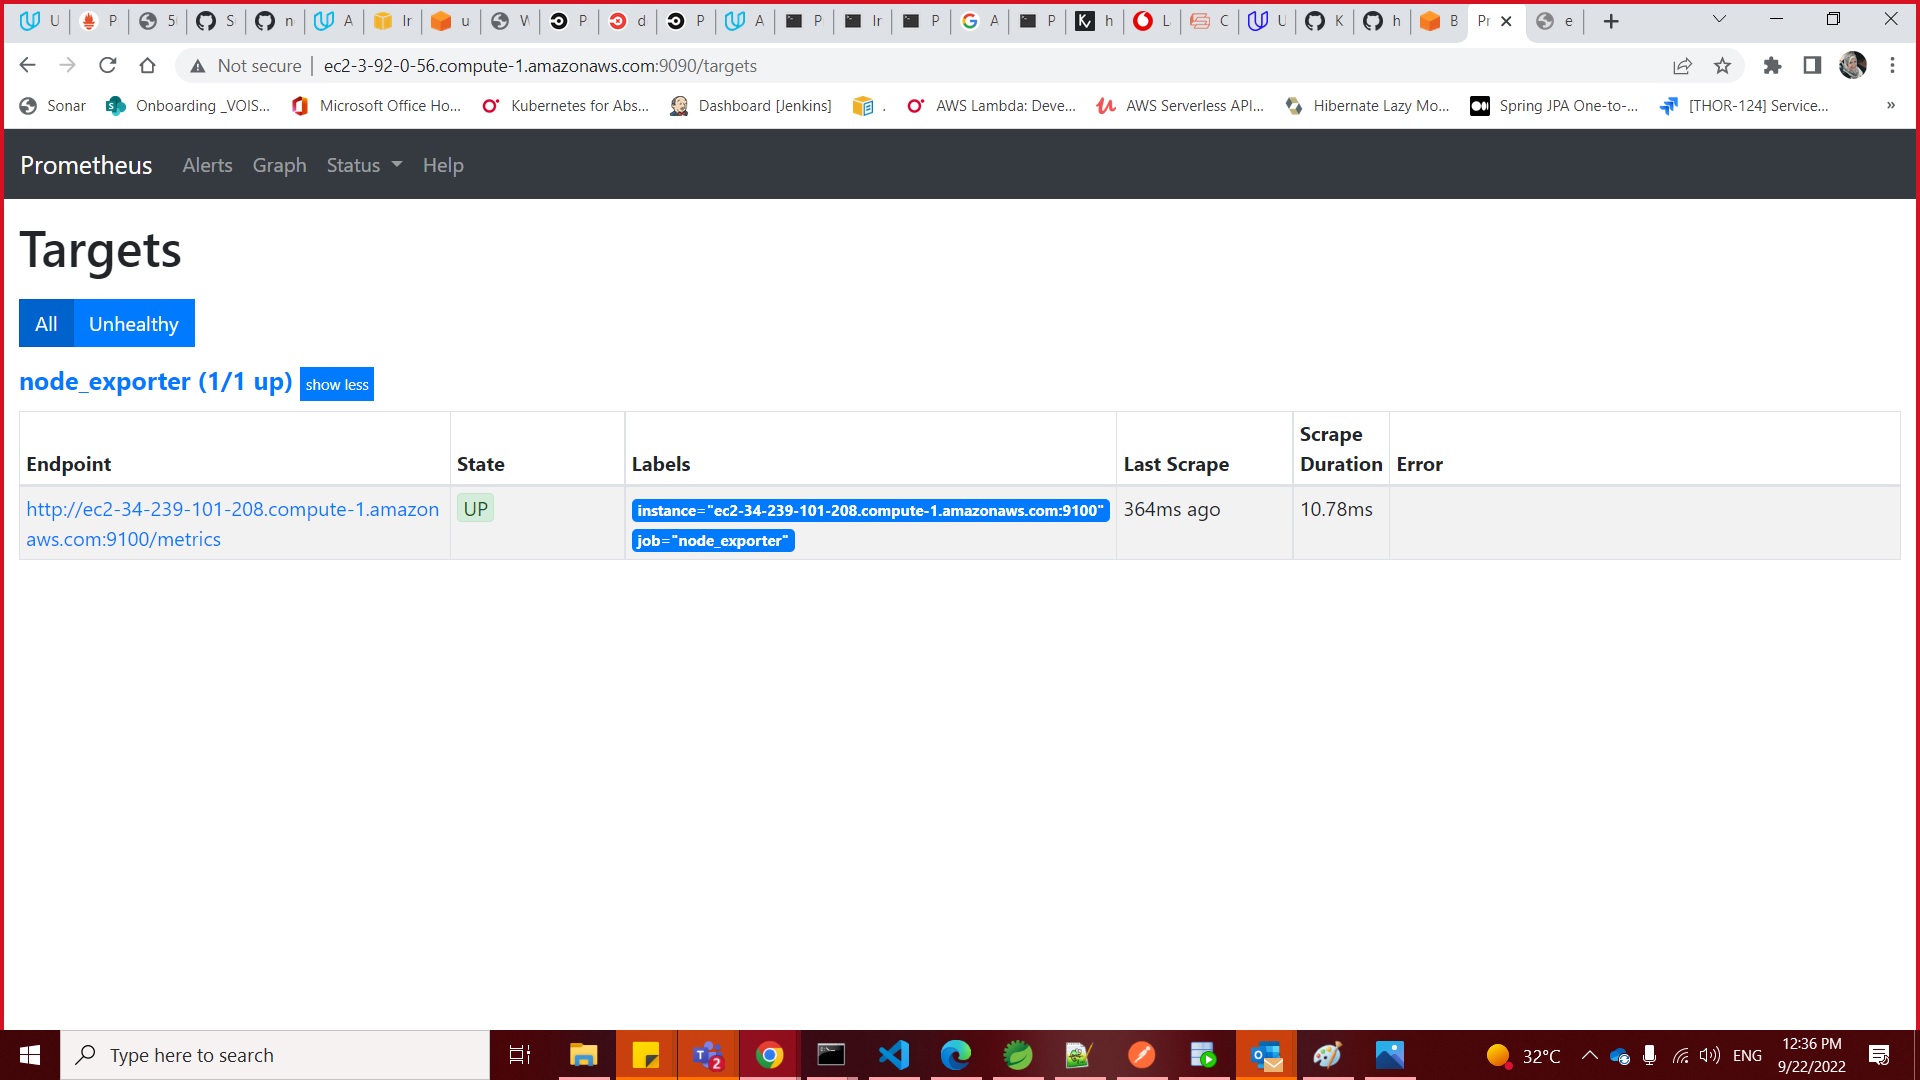 U P 5 S n A Ir u W P d P A P Ir P A P h L C U K h B Pr e
Not secure | ec2-3-92-0-56.compute-1.amazonaws.com:9090/targets
Sonar Onboarding _VOIS... Microsoft Office Ho... Kubernetes for Abs... Dashboard [Jenkins] . AWS Lambda: Deve... AWS Serverless API... Hibernate Lazy Mo... Spring JPA One-to-... [THOR-124] Service... »
Prometheus Alerts Graph Status Help
Targets
All Unhealthy
node_exporter (1/1 up) show less
Endpoint State Labels Last Scrape Scrape Duration Error
http://ec2-34-239-101-208.compute-1.amazon
aws.com:9100/metrics
UP
instance="ec2-34-239-101-208.compute-1.amazonaws.com:9100"
job="node_exporter"
364ms ago
10.78ms
Type here to search
2
32°C ENG 12:36 PM
9/22/2022